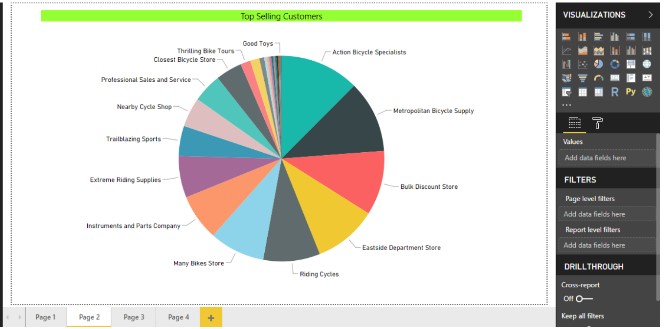 Top Selling Customers
Good Toys
Thrilling Bike Tours
Closest Bicycle Store
Professional Sales and Service
Nearby Cycle Shop
Trailblazing Sports
Extreme Riding Supplies
Instruments and Parts Company
Many Bikes Store
Riding Cycles
Eastside Department Store
Bulk Discount Store
Metropolitan Bicycle Supply
Action Bicycle Specialists
Page 1 Page 2 Page 3 Page 4 +
VISUALIZATIONS >
R Py
...
Values
Add data fields here
FILTERS
Page level filters
Add data fields here
Report level filters
Add data fields here
DRILLTHROUGH
Cross-report
Off
Keep all filters